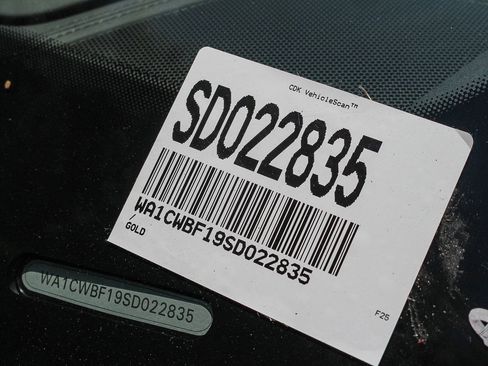 CDK VehicleScan™
SD022835
WA1CWBF19SD022835
/
GOLD
F25
WA1CWBF19SD022835